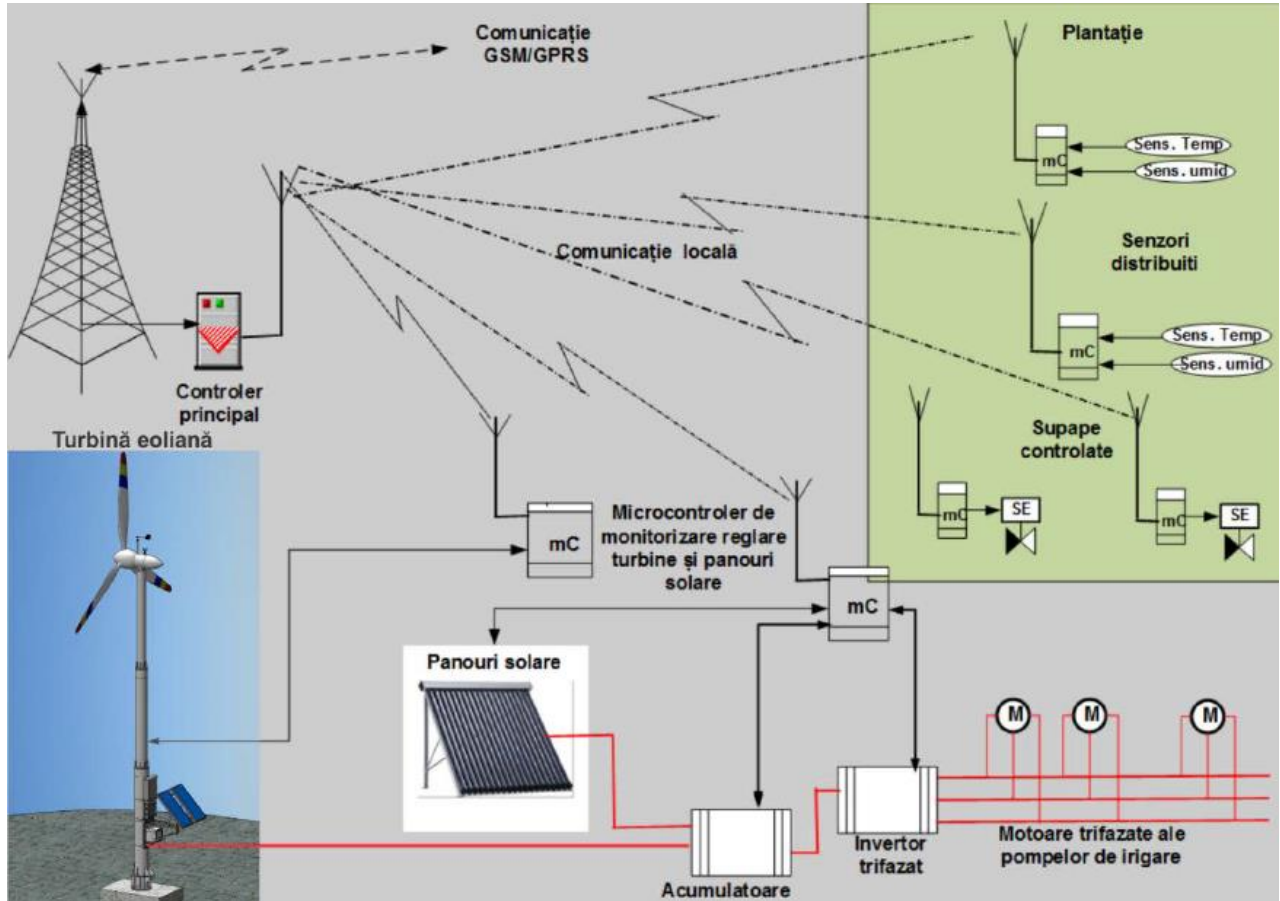 Comunicație
GSM/GPRS
Plantație
mC
Sens. Temp
Sens. umid
Comunicație locală
Senzori
distribuiti
mC
Sens. Temp
Sens. umid
Controler
principal
Turbină eoliană
Supape
controlate
mC
SE
mC
SE
mC
Microcontroler de
monitorizare reglare
turbine și panouri
solare
mC
Panouri solare
M
M
M
Acumulatoare
Invertor
trifazat
Motoare trifazate ale
pompelor de irigare